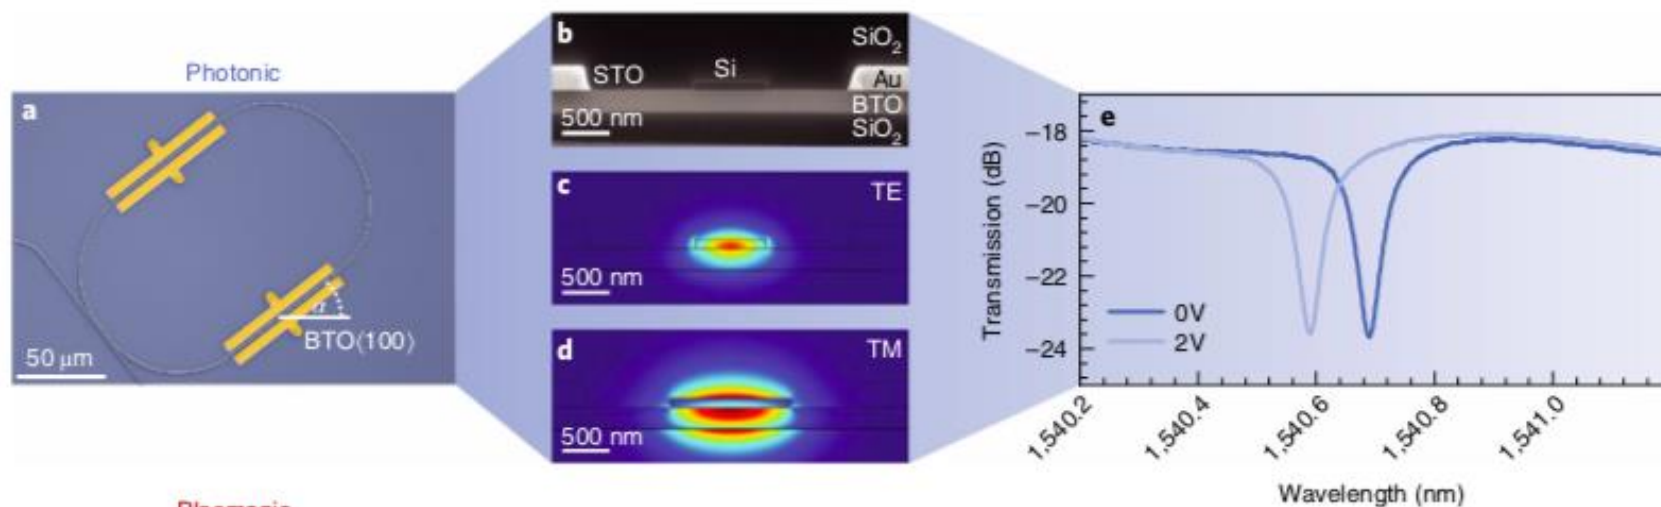 Photonic
a
50 μm
α
BTO(100)
b
SiO2
STO
Si
Au
BTO
500 nm
SiO2
c
TE
500 nm
d
TM
500 nm
e
Transmission (dB)
−18
−20
−22
−24
0V
2V
1,540.2
1,540.4
1,540.6
1,540.8
1,541.0
Wavelength (nm)